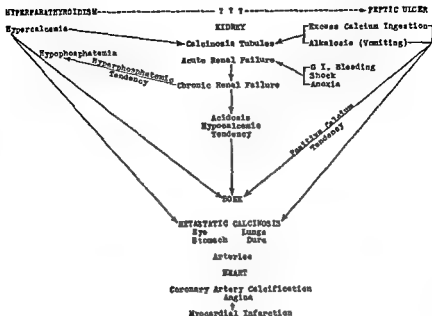 HYPERPARATHYROIDISM ? ? ? PEPTIC ULCER
Hypercalcemia
KIDNEY
Excess Calcium Ingestion
Calcinosis Tubules
Alkalosis (Vomiting)
Hypophosphatemia
Acute Renal Failure
G I. Bleeding
Shock
Anoxia
Hyperphosphatemia
Tendency
Chronic Renal Failure
Acidosis
Hypocalcemia
Tendency
Positive Calcium
Tendency
BONE
METASTATIC CALCINOSIS
Eye Lungs
Stomach Dura
Arteries
HEART
Coronary Artery Calcification
Angina
Myocardial Infarction